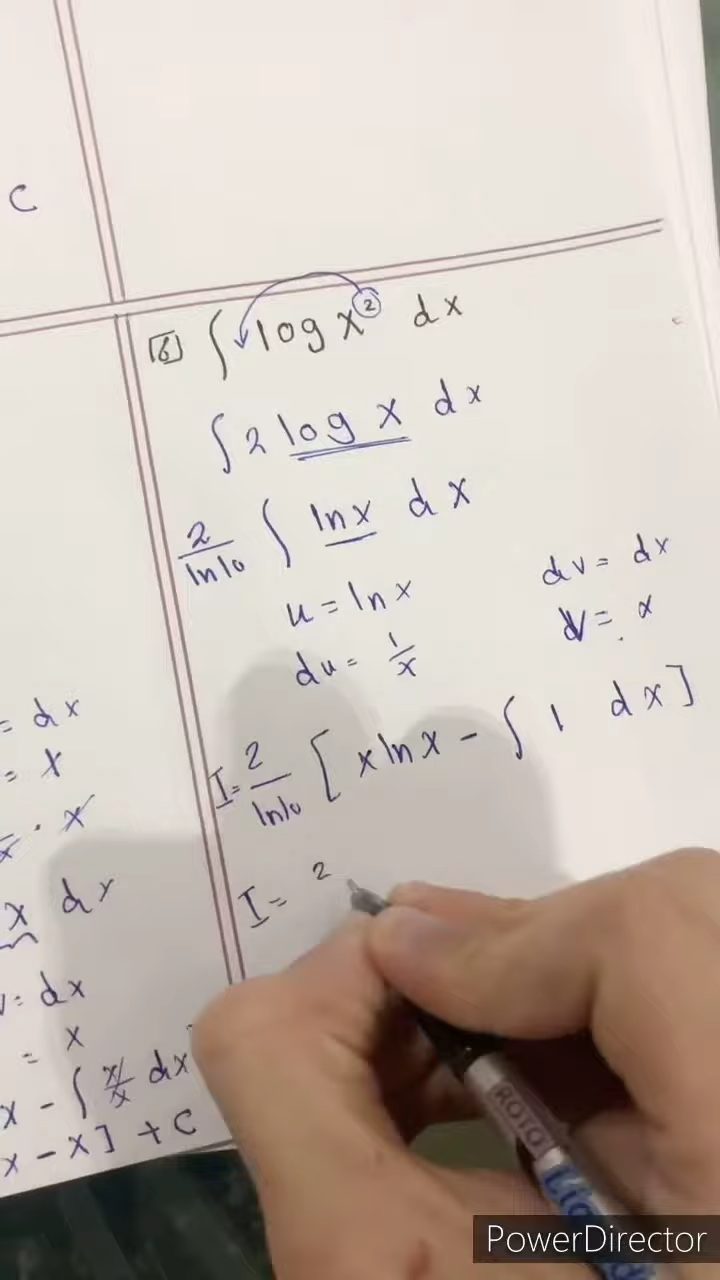 C
6 ∫ log x² dx
∫ 2 log x dx
2/ln10 ∫ ln x dx
u = ln x dv = dx
du = 1/x v = x
I = 2/ln10 [ x ln x - ∫ 1 dx ]
I = 2
= dx
= x
x · x
x dx
v = dx
= x
x - ∫ x/x dx
x - x ] + C
ROTO
PowerDirector